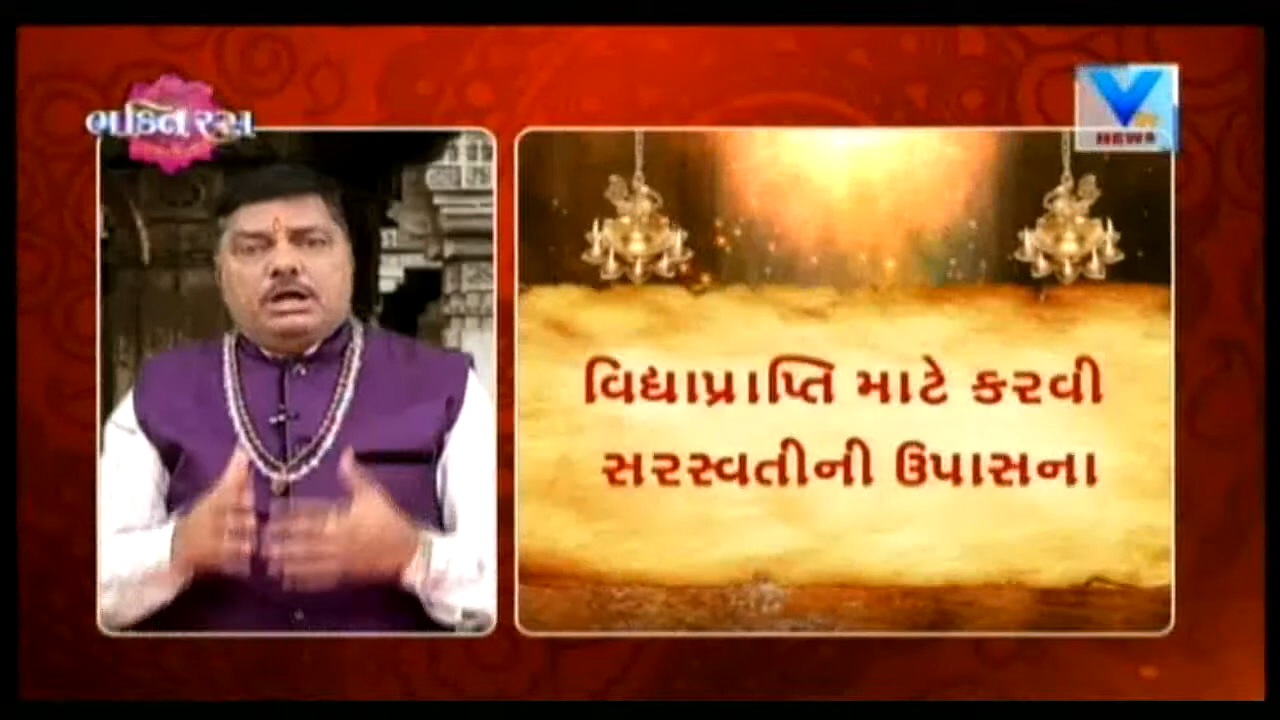 ભક્તિ રસ
V
NEWS
વિદ્યાપ્રાપ્તિ માટે કરવી
સરસ્વતીની ઉપાસના